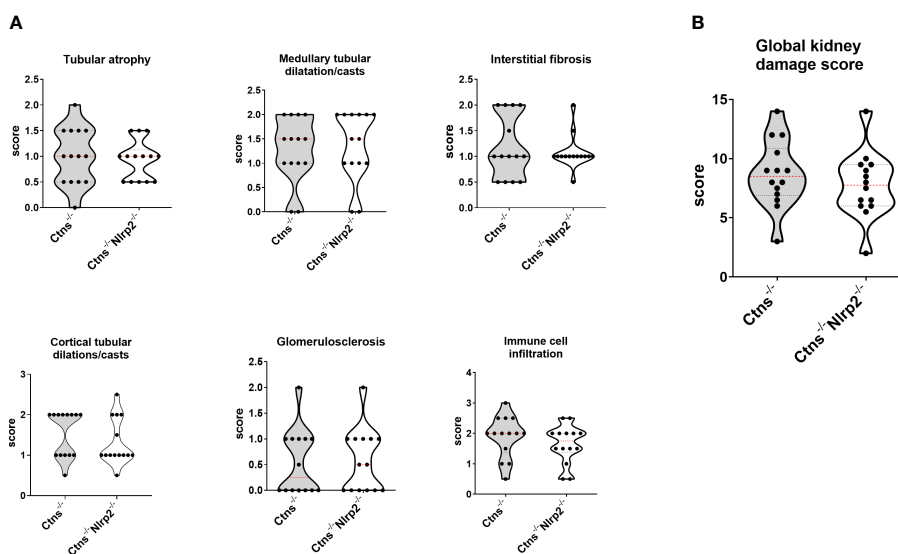 A
B
Tubular atrophy
2.5
2.0
1.5
1.0
0.5
0.0
score
Ctns-/-
Ctns-/-Nlrp2-/-
Medullary tubular
dilatation/casts
2.5
2.0
1.5
1.0
0.5
0.0
score
Ctns-/-
Ctns-/-Nlrp2-/-
Interstitial fibrosis
2.5
2.0
1.5
1.0
0.5
0.0
score
Ctns-/-
Ctns-/-Nlrp2-/-
Global kidney
damage score
15
10
5
0
score
Ctns-/-
Ctns-/-Nlrp2-/-
Cortical tubular
dilations/casts
3
2
1
0
score
Ctns-/-
Ctns-/-Nlrp2-/-
Glomerulosclerosis
2.5
2.0
1.5
1.0
0.5
0.0
score
Ctns-/-
Ctns-/-Nlrp2-/-
Immune cell
infiltration
4
3
2
1
0
score
Ctns-/-
Ctns-/-Nlrp2-/-